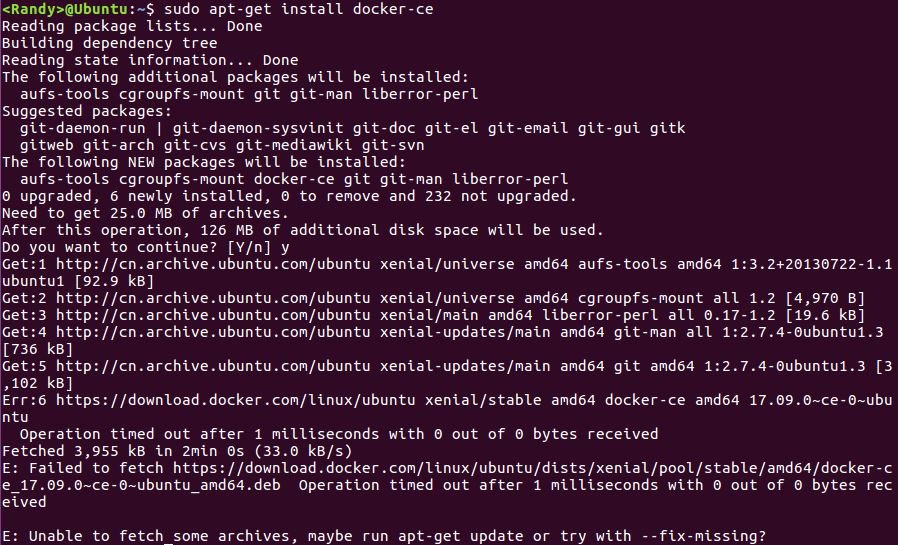 <Randy>@Ubuntu:~$ sudo apt-get install docker-ce
Reading package lists... Done
Building dependency tree
Reading state information... Done
The following additional packages will be installed:
  aufs-tools cgroupfs-mount git git-man liberror-perl
Suggested packages:
  git-daemon-run | git-daemon-sysvinit git-doc git-el git-email git-gui gitk
  gitweb git-arch git-cvs git-mediawiki git-svn
The following NEW packages will be installed:
  aufs-tools cgroupfs-mount docker-ce git git-man liberror-perl
0 upgraded, 6 newly installed, 0 to remove and 232 not upgraded.
Need to get 25.0 MB of archives.
After this operation, 126 MB of additional disk space will be used.
Do you want to continue? [Y/n] y
Get:1 http://cn.archive.ubuntu.com/ubuntu xenial/universe amd64 aufs-tools amd64 1:3.2+20130722-1.1
ubuntu1 [92.9 kB]
Get:2 http://cn.archive.ubuntu.com/ubuntu xenial/universe amd64 cgroupfs-mount all 1.2 [4,970 B]
Get:3 http://cn.archive.ubuntu.com/ubuntu xenial/main amd64 liberror-perl all 0.17-1.2 [19.6 kB]
Get:4 http://cn.archive.ubuntu.com/ubuntu xenial-updates/main amd64 git-man all 1:2.7.4-0ubuntu1.3
[736 kB]
Get:5 http://cn.archive.ubuntu.com/ubuntu xenial-updates/main amd64 git amd64 1:2.7.4-0ubuntu1.3 [3
,102 kB]
Err:6 https://download.docker.com/linux/ubuntu xenial/stable amd64 docker-ce amd64 17.09.0~ce-0~ubu
ntu
  Operation timed out after 1 milliseconds with 0 out of 0 bytes received
Fetched 3,955 kB in 2min 0s (33.0 kB/s)
E: Failed to fetch https://download.docker.com/linux/ubuntu/dists/xenial/pool/stable/amd64/docker-c
e_17.09.0~ce-0~ubuntu_amd64.deb  Operation timed out after 1 milliseconds with 0 out of 0 bytes rec
eived
E: Unable to fetch some archives, maybe run apt-get update or try with --fix-missing?